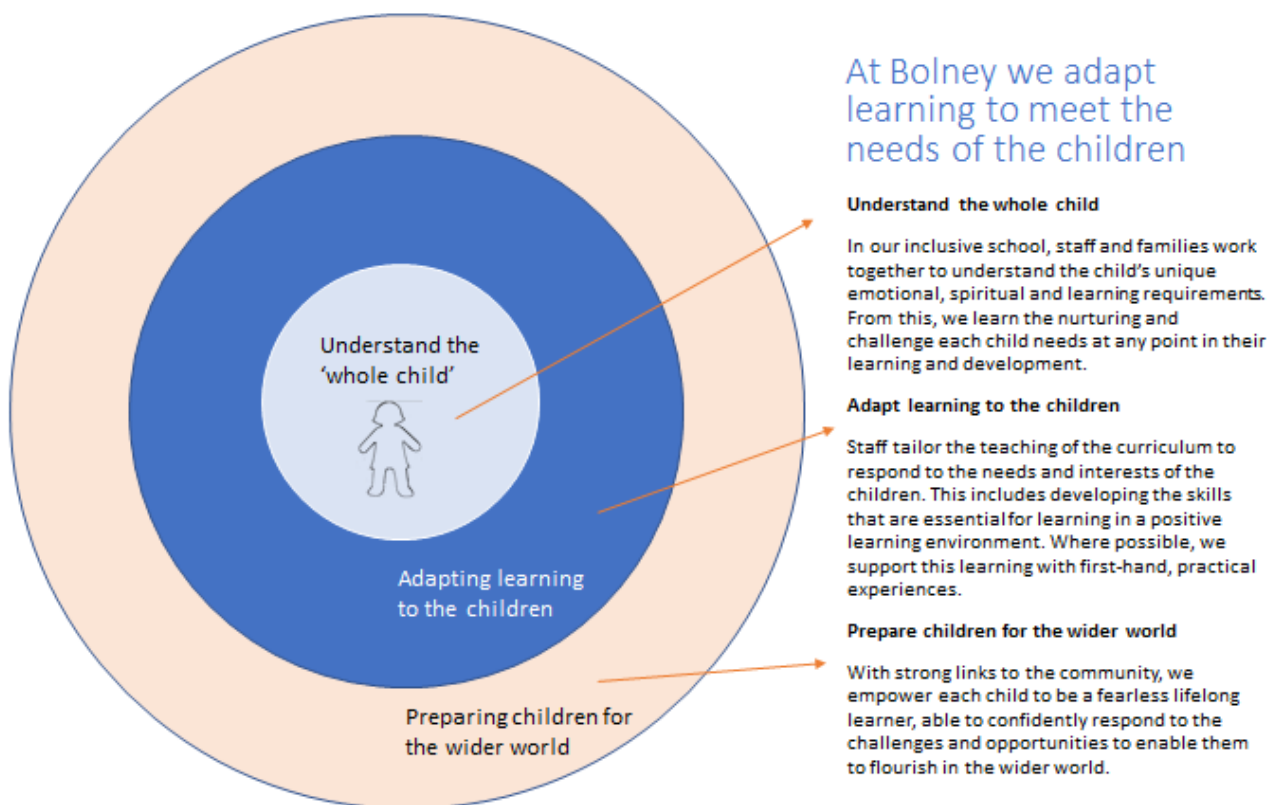 Understand the
‘whole child’
Adapting learning
to the children
Preparing children for
the wider world
At Bolney we adapt
learning to meet the
needs of the children
Understand the whole child
In our inclusive school, staff and families work
together to understand the child’s unique
emotional, spiritual and learning requirements.
From this, we learn the nurturing and
challenge each child needs at any point in their
learning and development.
Adapt learning to the children
Staff tailor the teaching of the curriculum to
respond to the needs and interests of the
children. This includes developing the skills
that are essential for learning in a positive
learning environment. Where possible, we
support this learning with first-hand, practical
experiences.
Prepare children for the wider world
With strong links to the community, we
empower each child to be a fearless lifelong
learner, able to confidently respond to the
challenges and opportunities to enable them
to flourish in the wider world.